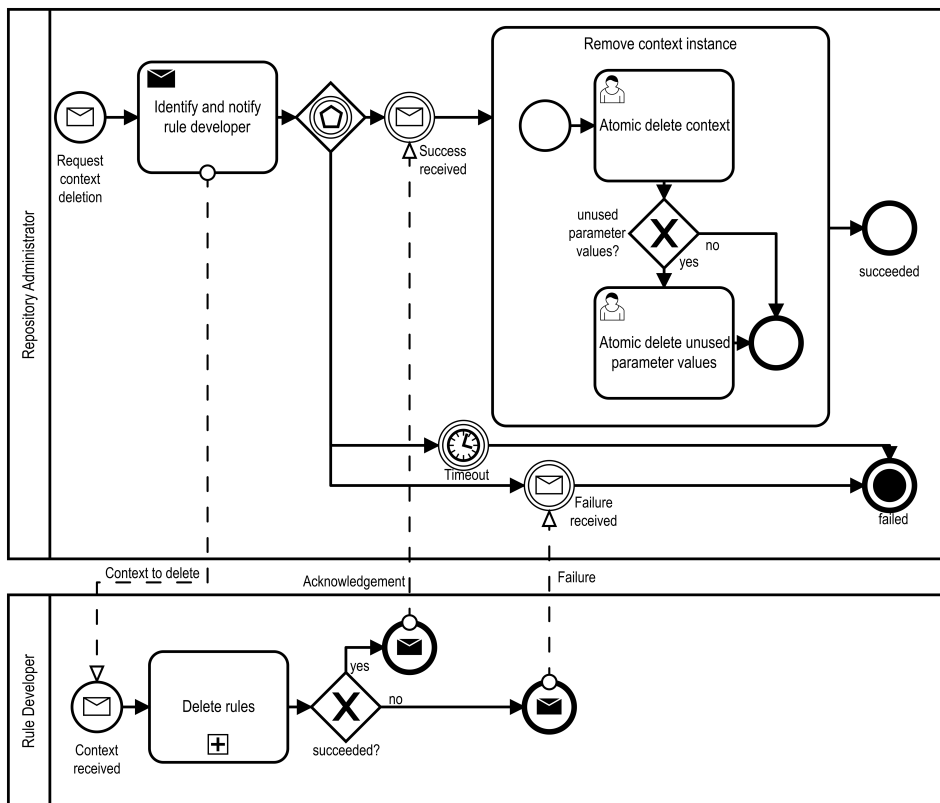 Repository Administrator
Request
context
deletion
Identify and notify
rule developer
Success
received
Remove context instance
Atomic delete context
unused
parameter
values?
no
yes
Atomic delete unused
parameter values
succeeded
Timeout
Failure
received
failed
Context to delete
Acknowledgement
Failure
Rule Developer
Context
received
Delete rules
succeeded?
yes
no